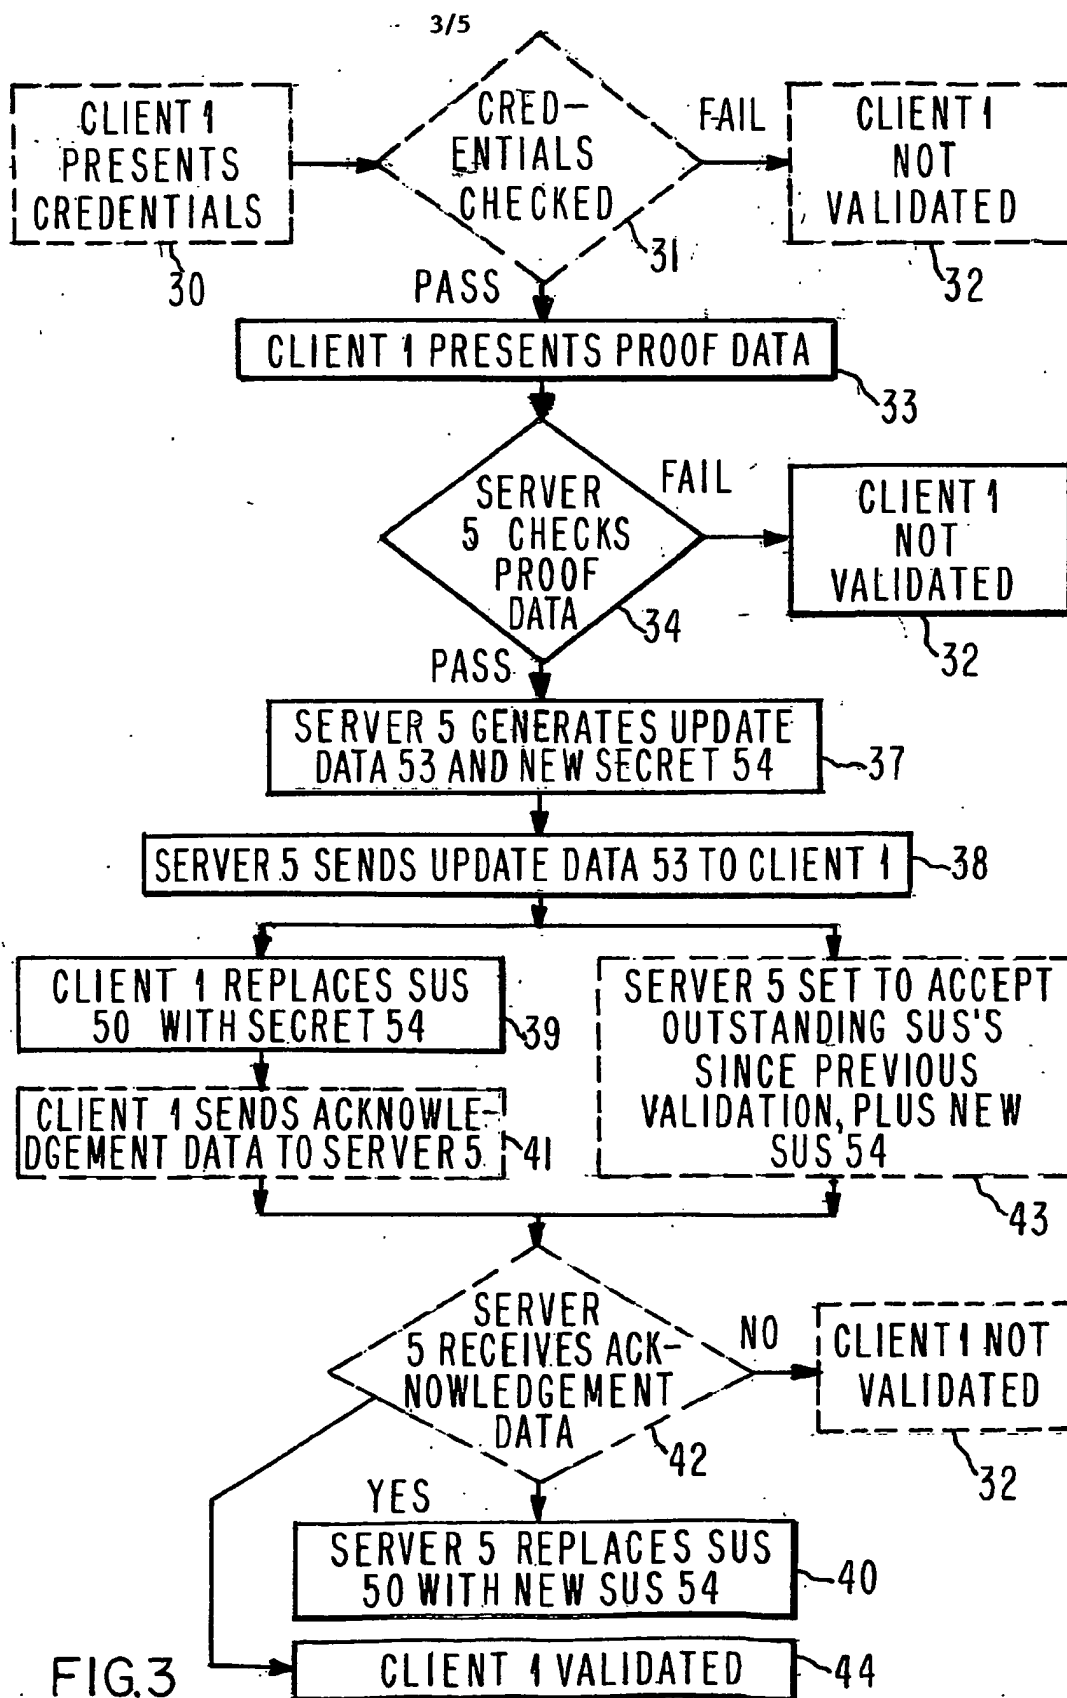 3/5
CLIENT 1
PRESENTS
CREDENTIALS
30
CRED-
ENTIALS
CHECKED
31
FAIL
CLIENT 1
NOT
VALIDATED
32
PASS
CLIENT 1 PRESENTS PROOF DATA
33
SERVER
5 CHECKS
PROOF
DATA
34
FAIL
CLIENT 1
NOT
VALIDATED
32
PASS
SERVER 5 GENERATES UPDATE
DATA 53 AND NEW SECRET 54
37
SERVER 5 SENDS UPDATE DATA 53 TO CLIENT 1
38
CLIENT 1 REPLACES SUS
50 WITH SECRET 54
39
CLIENT 1 SENDS ACKNOWLE-
DGEMENT DATA TO SERVER 5
41
SERVER 5 SET TO ACCEPT
OUTSTANDING SUS'S
SINCE PREVIOUS
VALIDATION, PLUS NEW
SUS 54
43
SERVER
5 RECEIVES ACK-
NOWLEDGEMENT
DATA
42
NO
CLIENT 1 NOT
VALIDATED
32
YES
SERVER 5 REPLACES SUS
50 WITH NEW SUS 54
40
CLIENT 1 VALIDATED
44
FIG.3